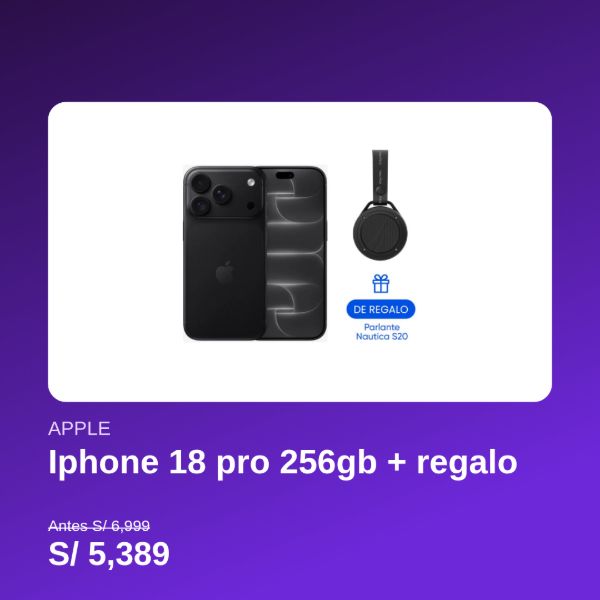 DE REGALO
Parlante
Nautica S20
APPLE
Iphone 18 pro 256gb + regalo
Antes S/ 6,999
S/ 5,389